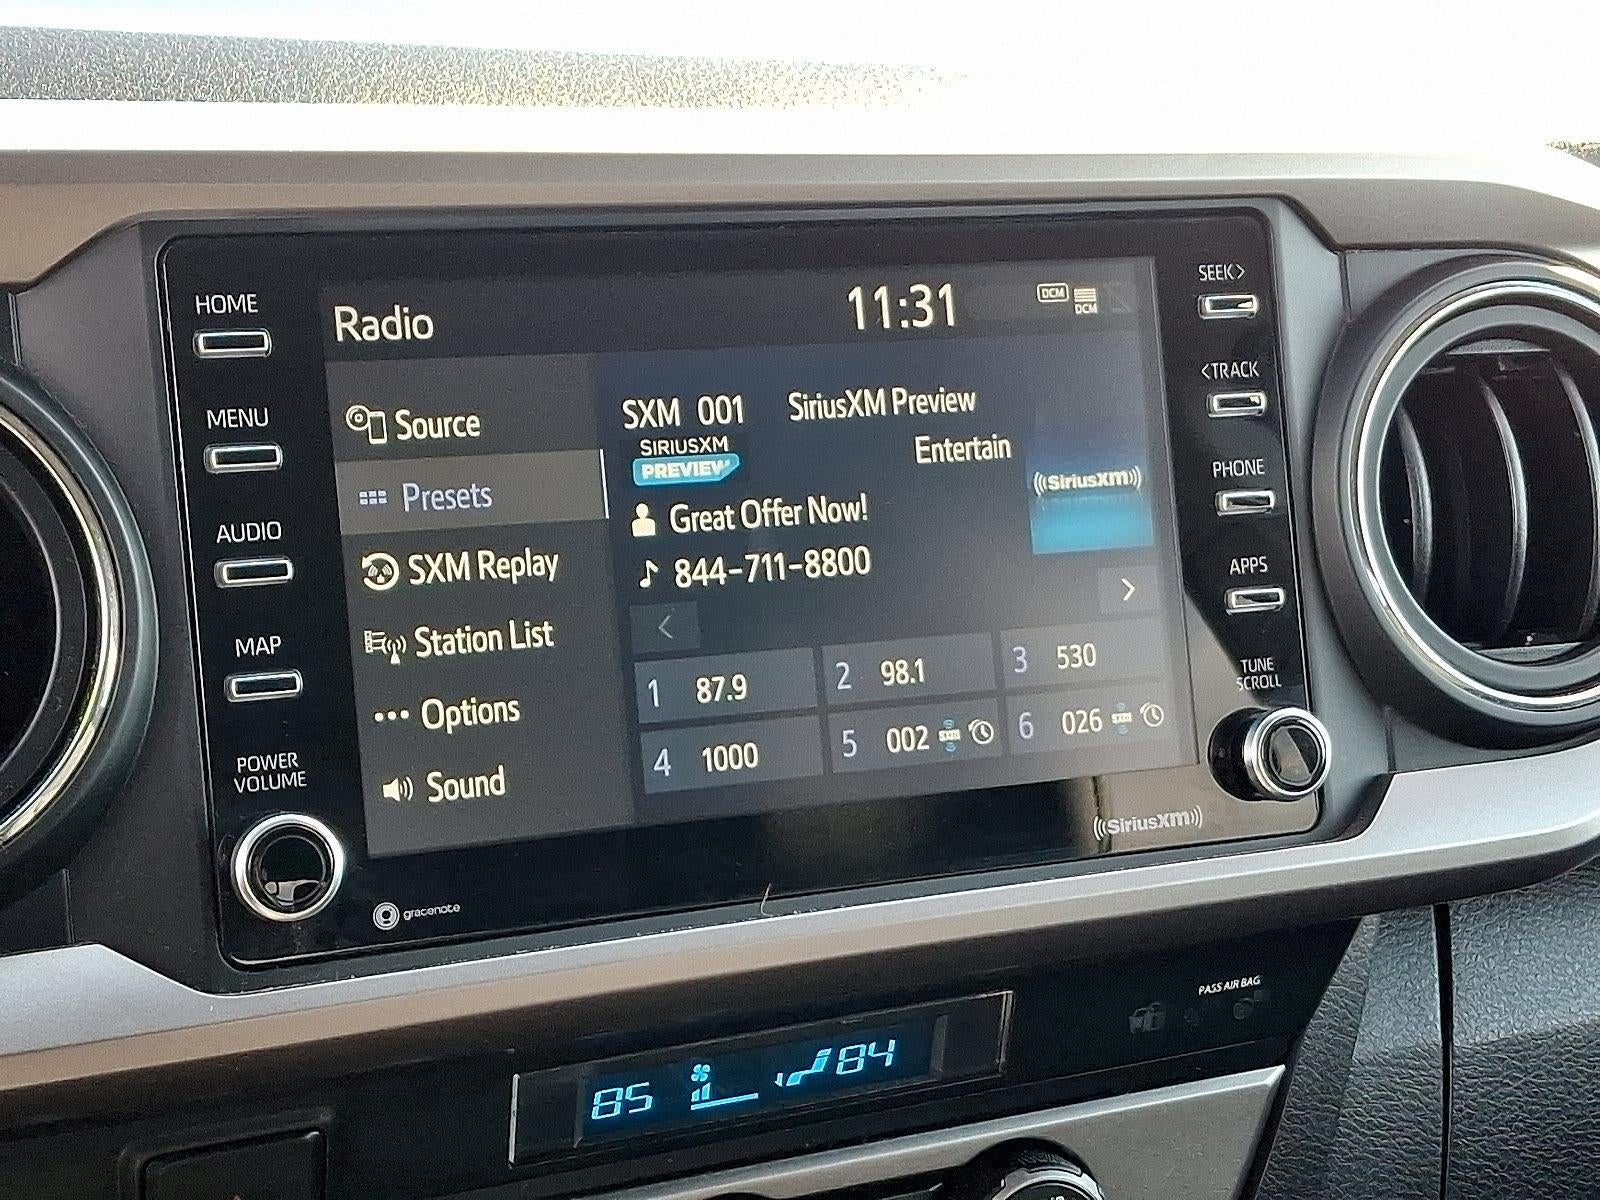 HOME
MENU
AUDIO
MAP
POWER
VOLUME
Radio
11:31
DCM
DCM
Source
Presets
SXM Replay
Station List
Options
Sound
SXM 001 SiriusXM Preview
Entertain
SIRIUSXM
PREVIEW
Great Offer Now!
844-711-8800
((SiriusXM))
<
>
1 87.9
2 98.1
3 530
4 1000
5 002 SXM
6 026 SXM
SEEK>
<TRACK
PHONE
APPS
TUNE
SCROLL
((SiriusXM))
gracenote
PASS AIR BAG
85
84